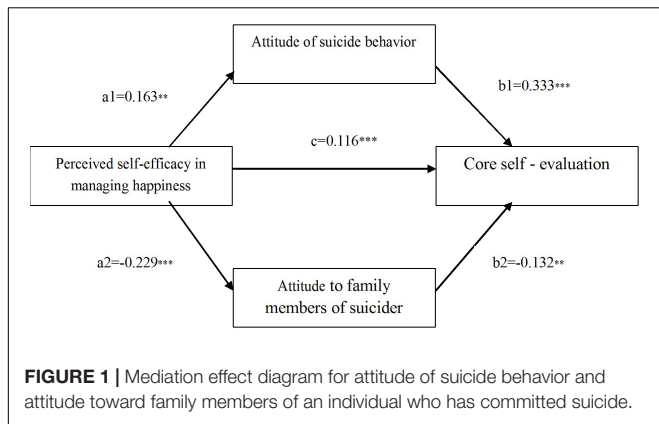 Attitude of suicide behavior
a1=0.163**
b1=0.333***
c=0.116***
Perceived self-efficacy in
managing happiness
Core self - evaluation
a2=-0.229***
b2=-0.132**
Attitude to family
members of suicider
FIGURE 1 | Mediation effect diagram for attitude of suicide behavior and
attitude toward family members of an individual who has committed suicide.